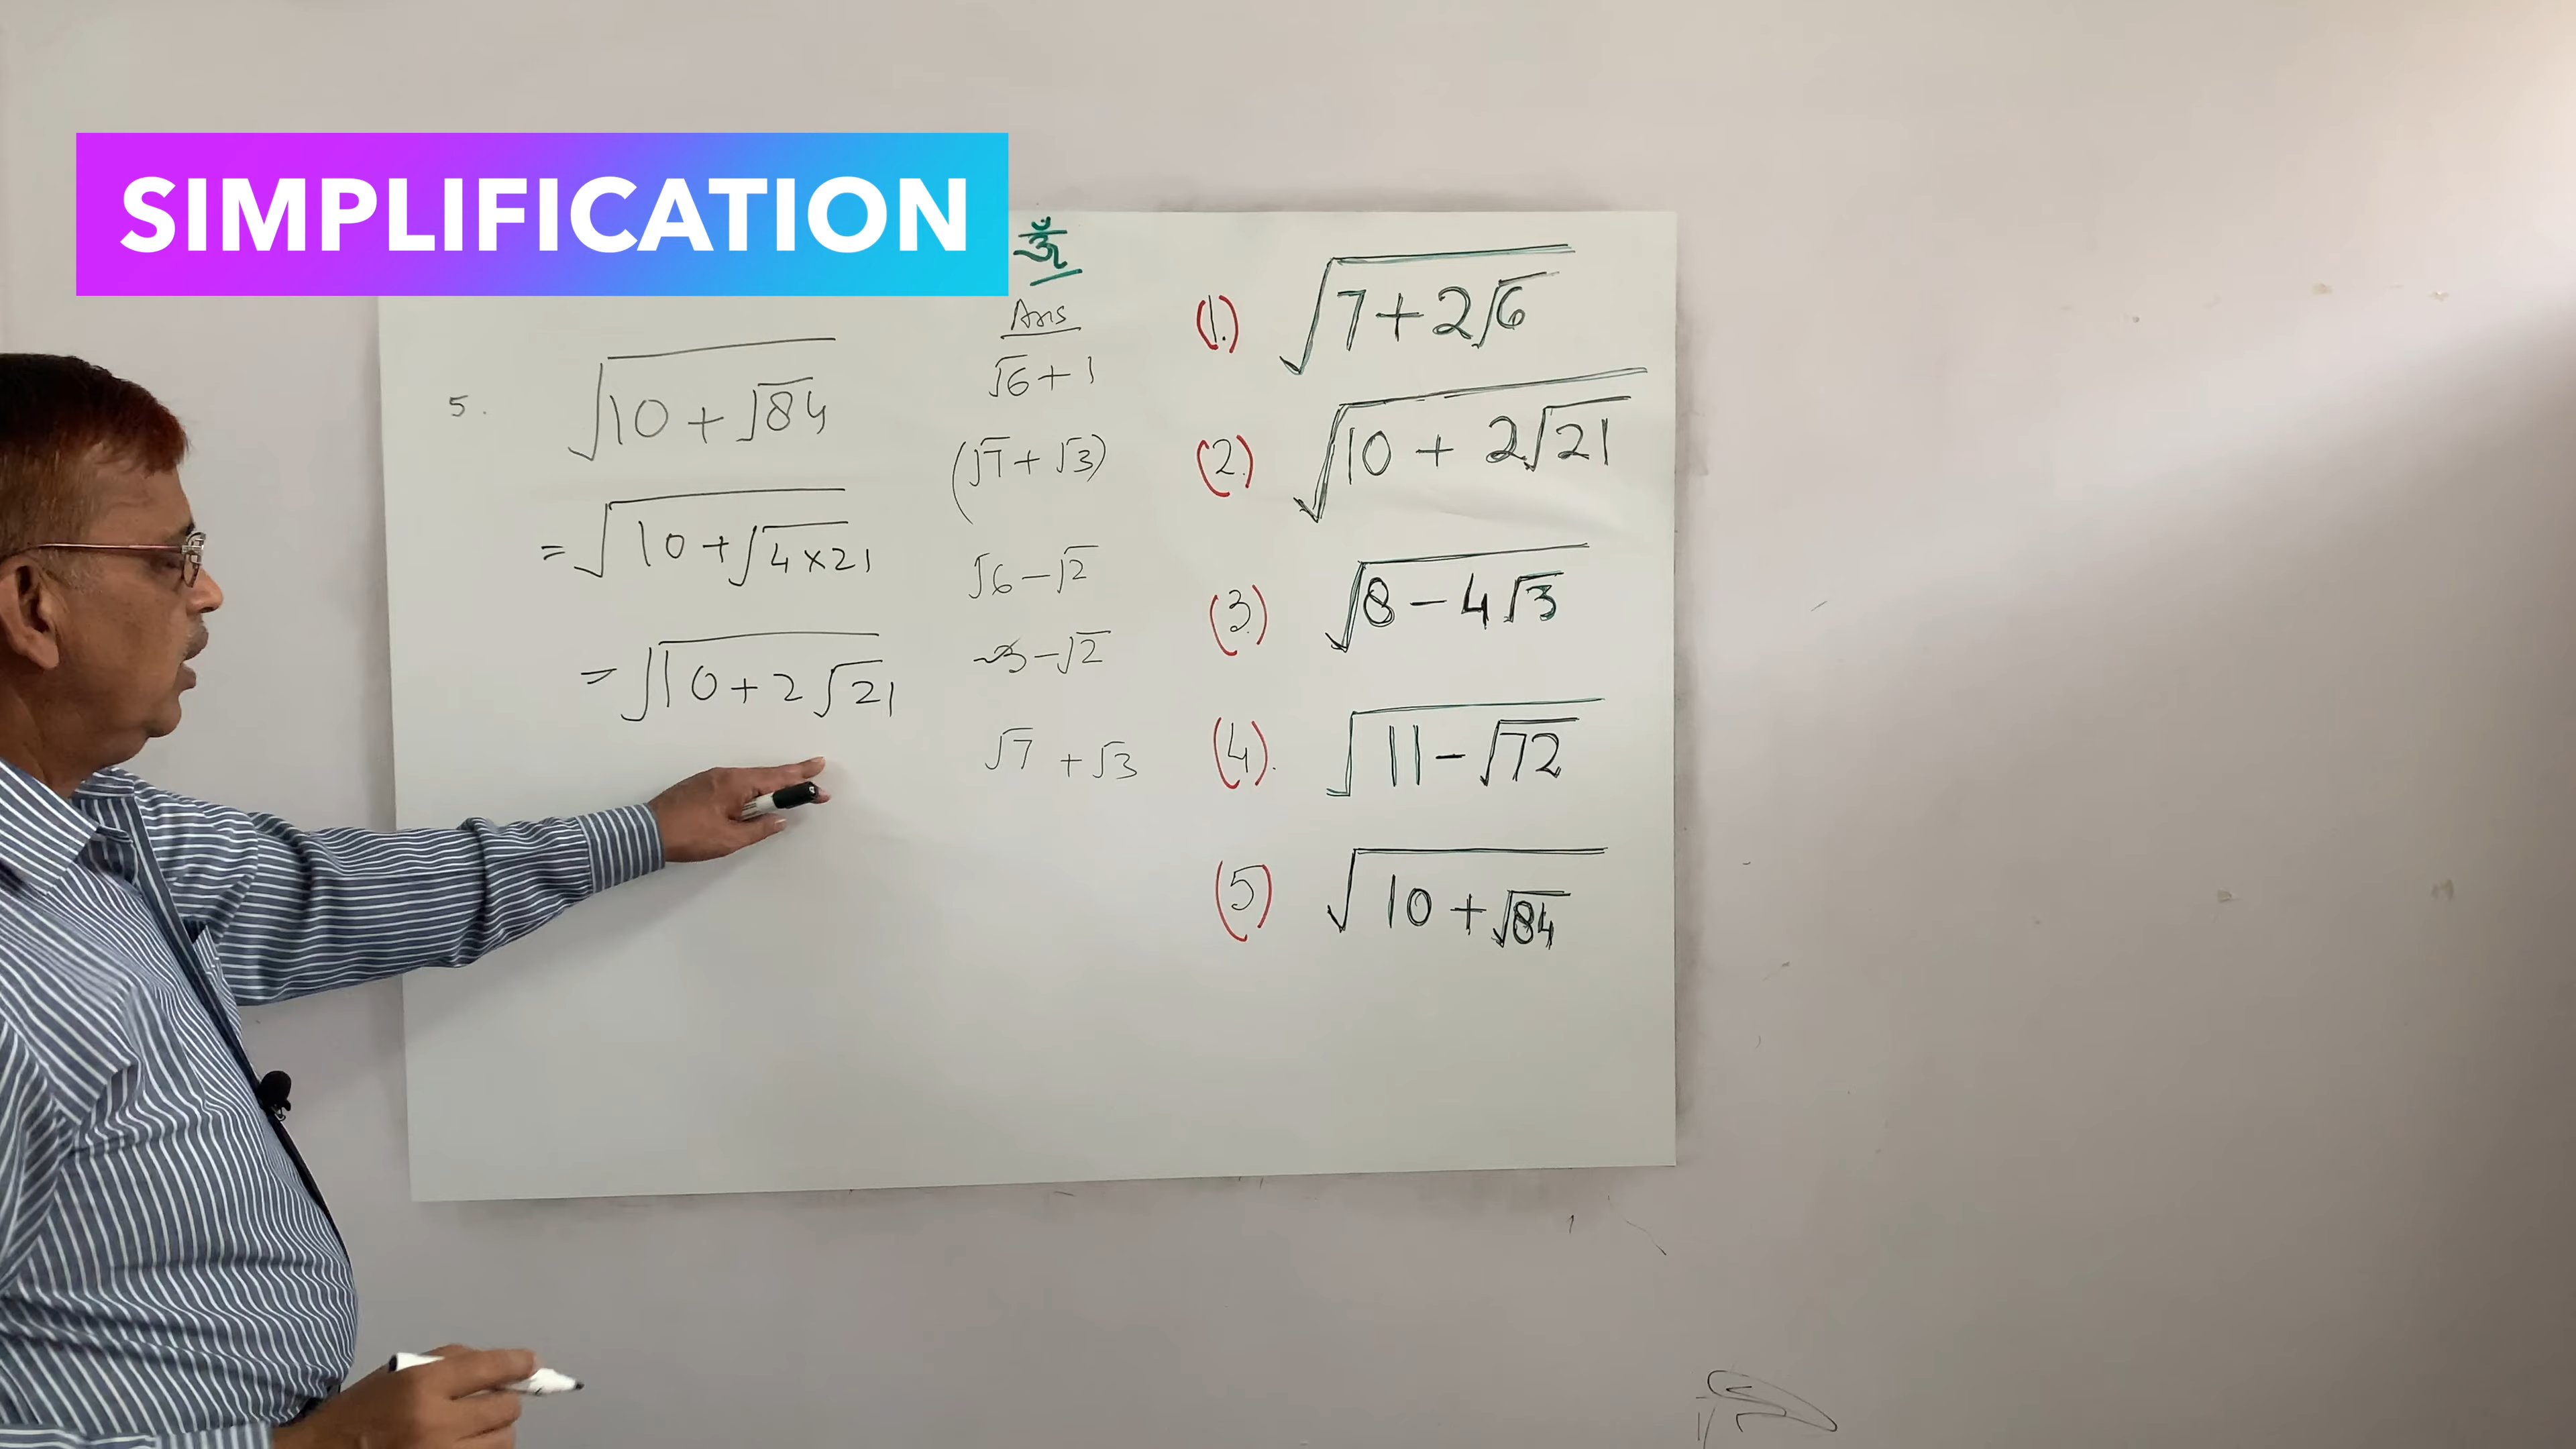 SIMPLIFICATION
ॐ
5. √(10 + √84)
= √(10 + √(4×21))
= √(10 + 2√21)
Ans
√6 + 1
(√7 + √3)
√6 − √2
3 − √2
√7 + √3
(1.) √(7 + 2√6)
(2.) √(10 + 2√21)
(3.) √(8 − 4√3)
(4). √(11 − √72)
(5) √(10 + √84)